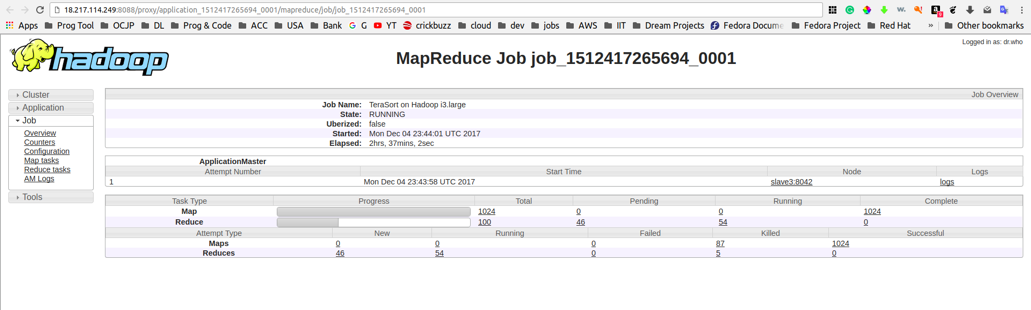 18.217.114.249:8088/proxy/application_1512417265694_0001/mapreduce/job/job_1512417265694_0001
Apps Prog Tool OCJP DL Prog & Code ACC USA Bank G G YT crickbuzz cloud dev jobs AWS IIT Dream Projects Fedora Docume Fedora Project Red Hat » Other bookmarks
Logged in as: dr.who
hadoop
MapReduce Job job_1512417265694_0001
Cluster
Application
Job
Overview
Counters
Configuration
Map tasks
Reduce tasks
AM Logs
Tools
Job Overview
Job Name: TeraSort on Hadoop i3.large
State: RUNNING
Uberized: false
Started: Mon Dec 04 23:44:01 UTC 2017
Elapsed: 2hrs, 37mins, 2sec
ApplicationMaster
Attempt Number Start Time Node Logs
1 Mon Dec 04 23:43:58 UTC 2017 slave3:8042 logs
Task Type Progress Total Pending Running Complete
Map 1024 0 0 1024
Reduce 100 46 54 0
Attempt Type New Running Failed Killed Successful
Maps 0 0 0 87 1024
Reduces 46 54 0 5 0